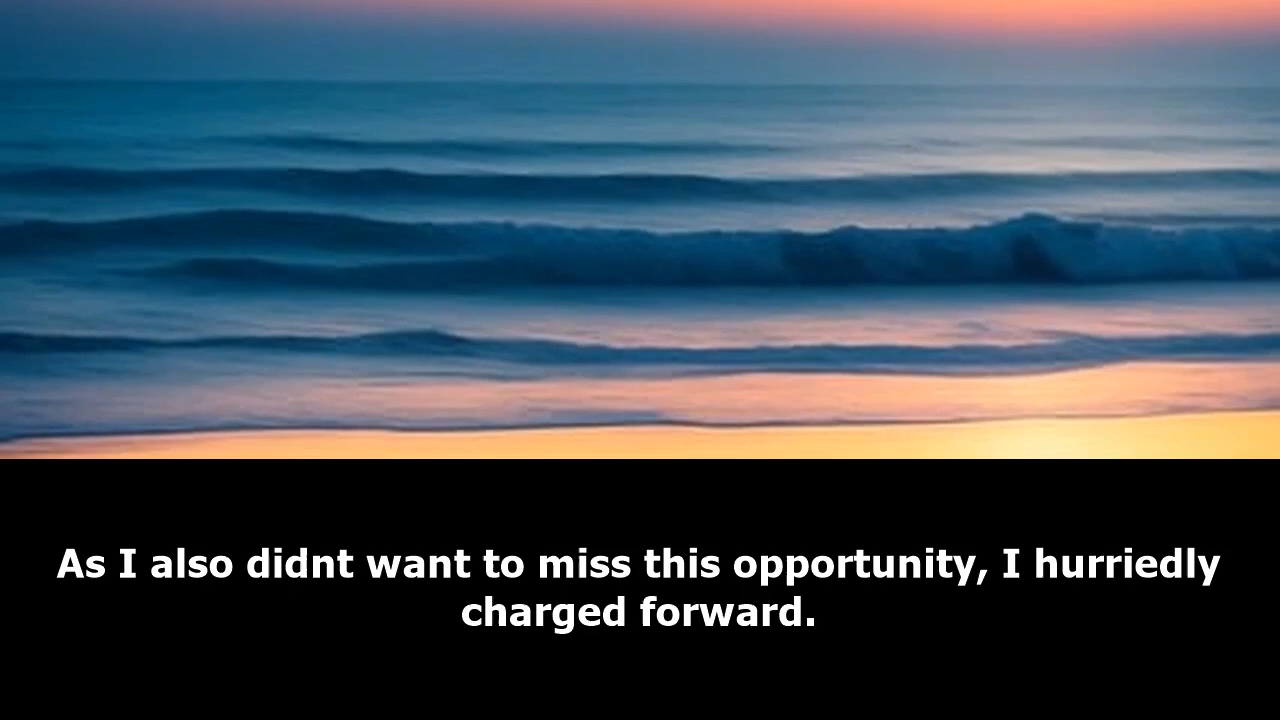 As I also didnt want to miss this opportunity, I hurriedly
charged forward.